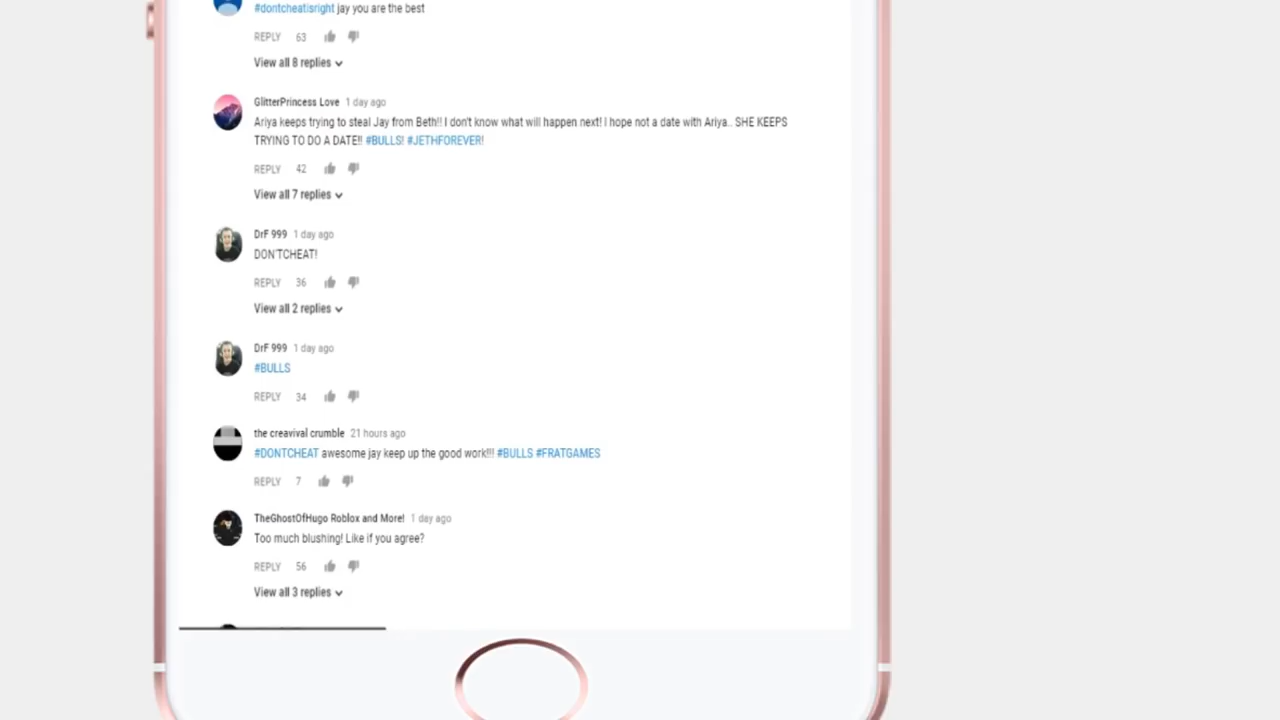 #dontcheatisright jay you are the best
REPLY 63
View all 8 replies
GlitterPrincess Love 1 day ago
Ariya keeps trying to steal Jay from Beth!! I don't know what will happen next! I hope not a date with Ariya.. SHE KEEPS
TRYING TO DO A DATE!! #BULLS! #JETHFOREVER!
REPLY 42
View all 7 replies
DrF 999 1 day ago
DON'TCHEAT!
REPLY 36
View all 2 replies
DrF 999 1 day ago
#BULLS
REPLY 34
the creavival crumble 21 hours ago
#DONTCHEAT awesome jay keep up the good work!!! #BULLS #FRATGAMES
REPLY 7
TheGhostOfHugo Roblox and More! 1 day ago
Too much blushing! Like if you agree?
REPLY 56
View all 3 replies